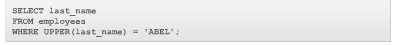 SELECT last_name
FROM employees
WHERE UPPER(last_name) = 'ABEL';